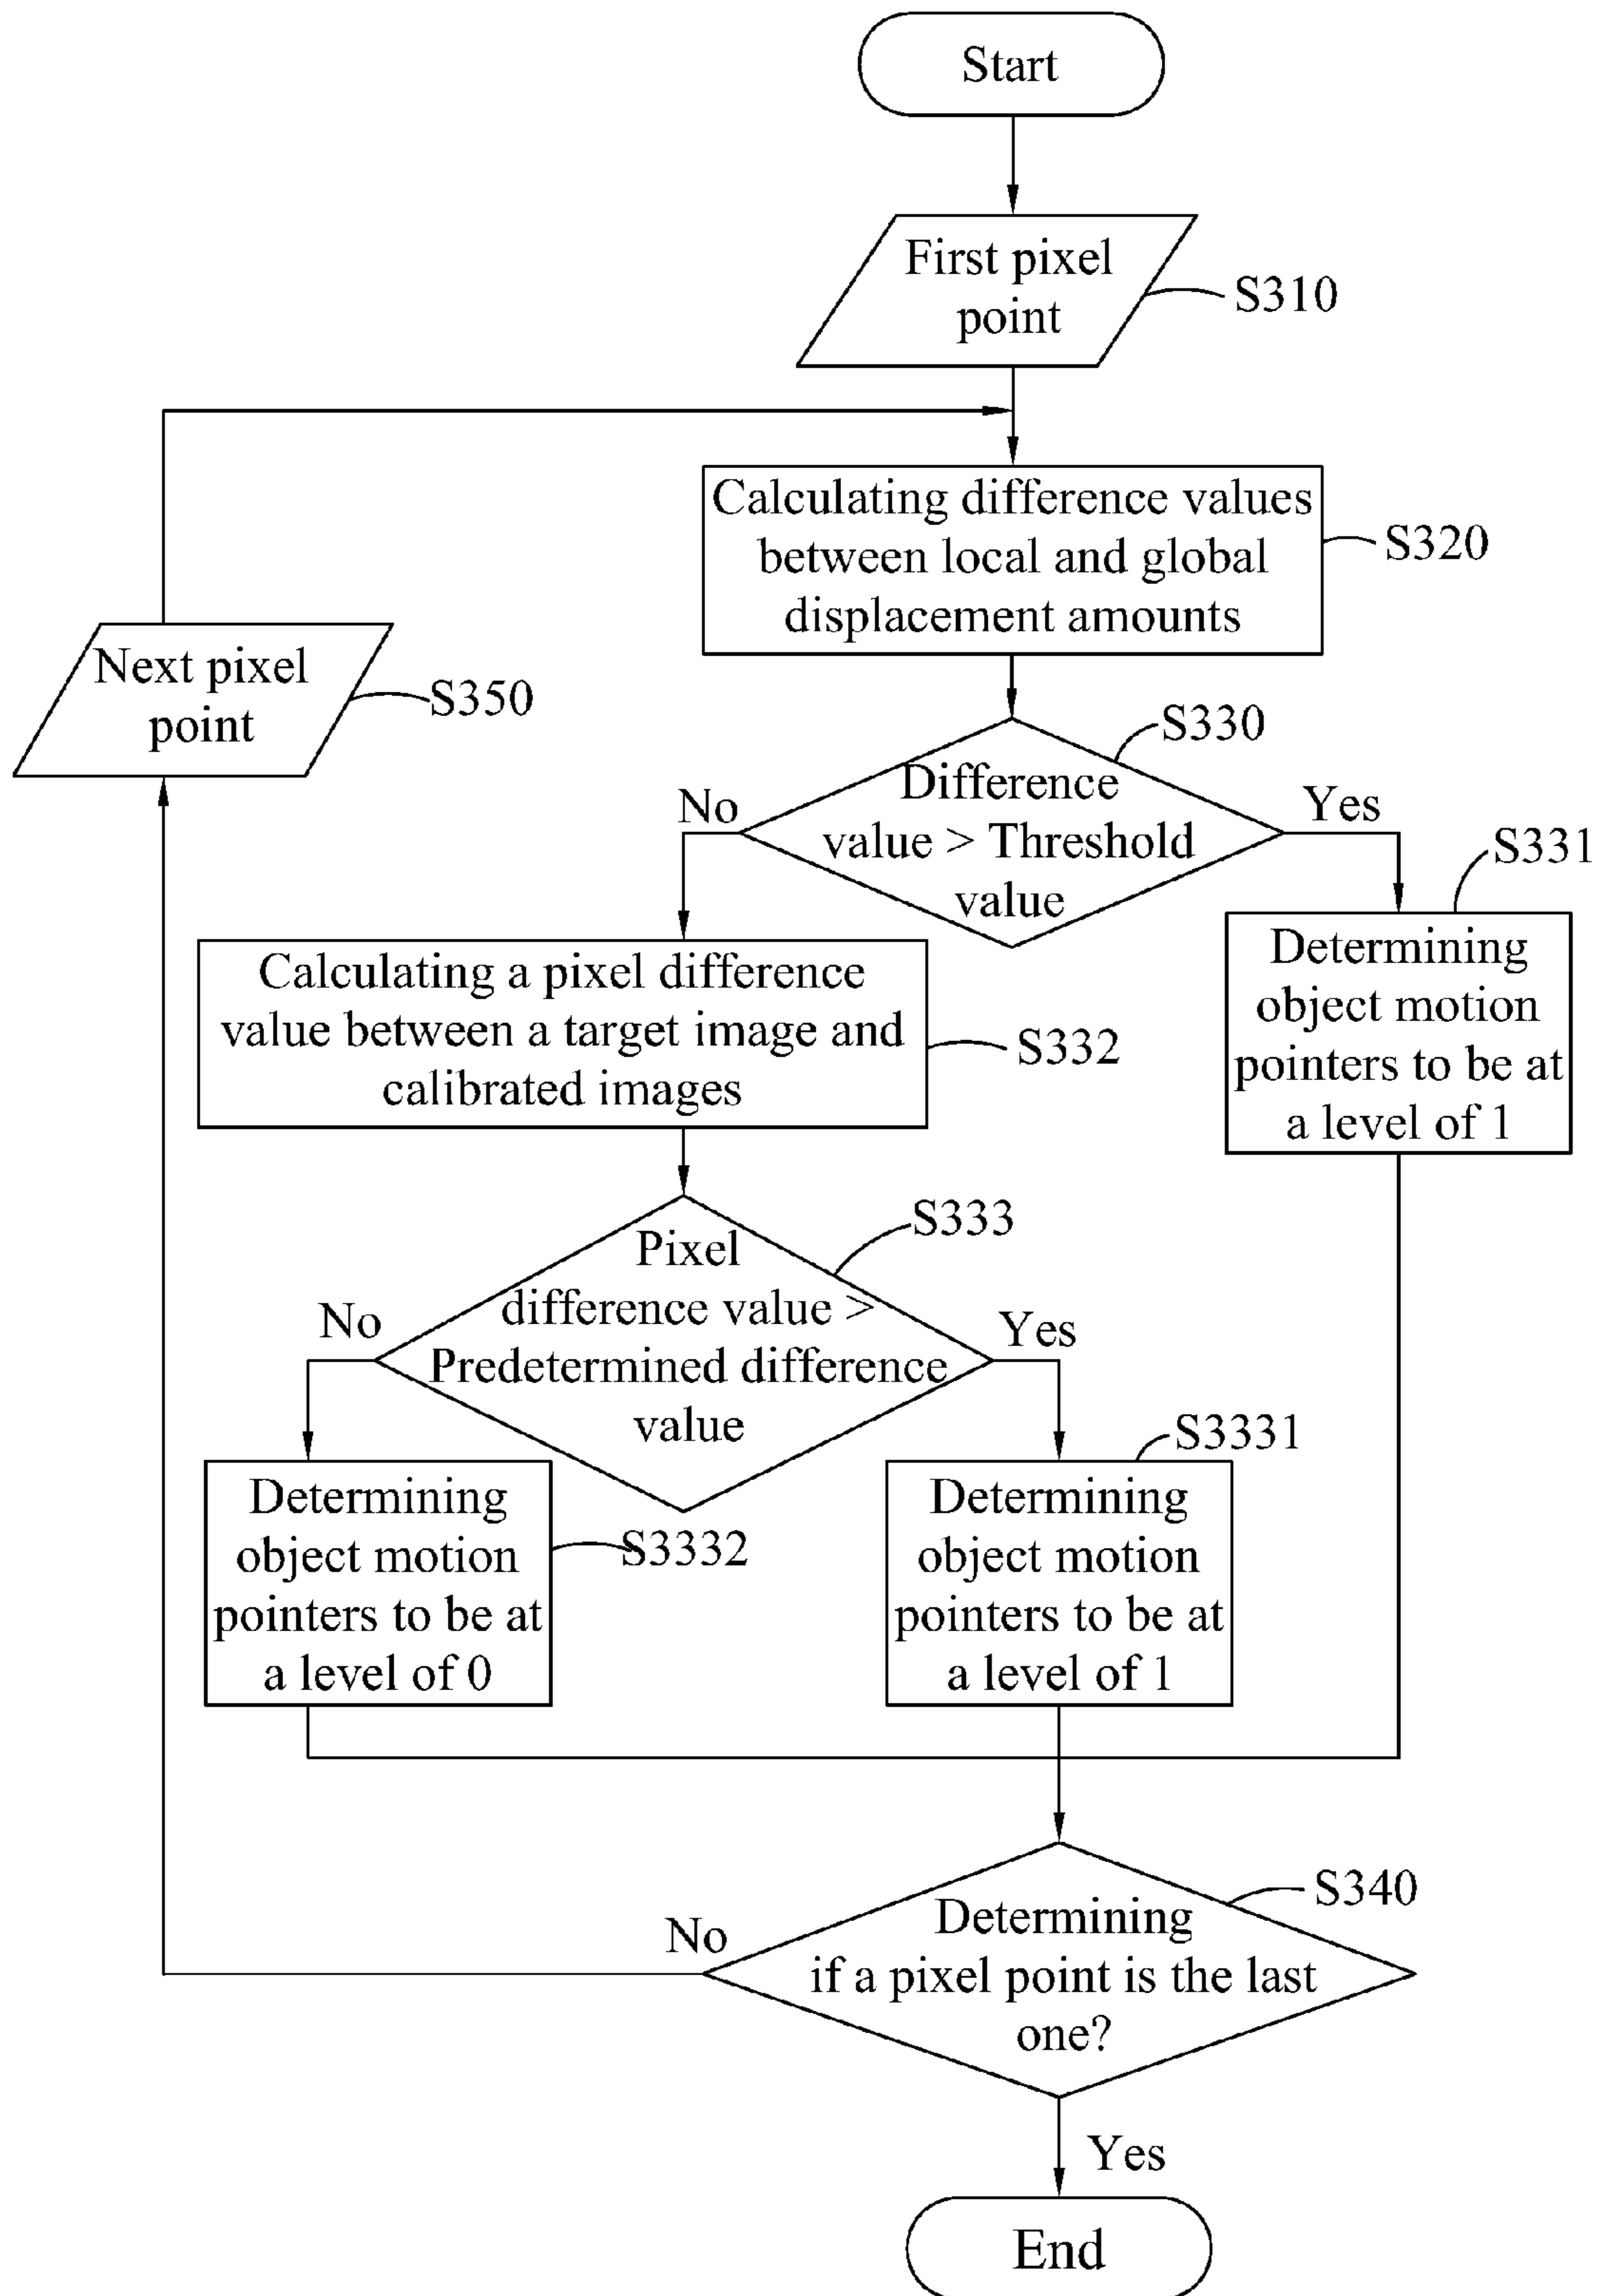 Start
First pixel
point
S310
Calculating difference values
between local and global
displacement amounts
S320
Next pixel
point
S350
S330
Difference
value > Threshold
value
No
Yes
S331
Determining
object motion
pointers to be at
a level of 1
Calculating a pixel difference
value between a target image and
calibrated images
S332
S333
Pixel
difference value >
Predetermined difference
value
No
Yes
S3331
Determining
object motion
pointers to be at
a level of 0
S3332
Determining
object motion
pointers to be at
a level of 1
S340
Determining
if a pixel point is the last
one?
No
Yes
End